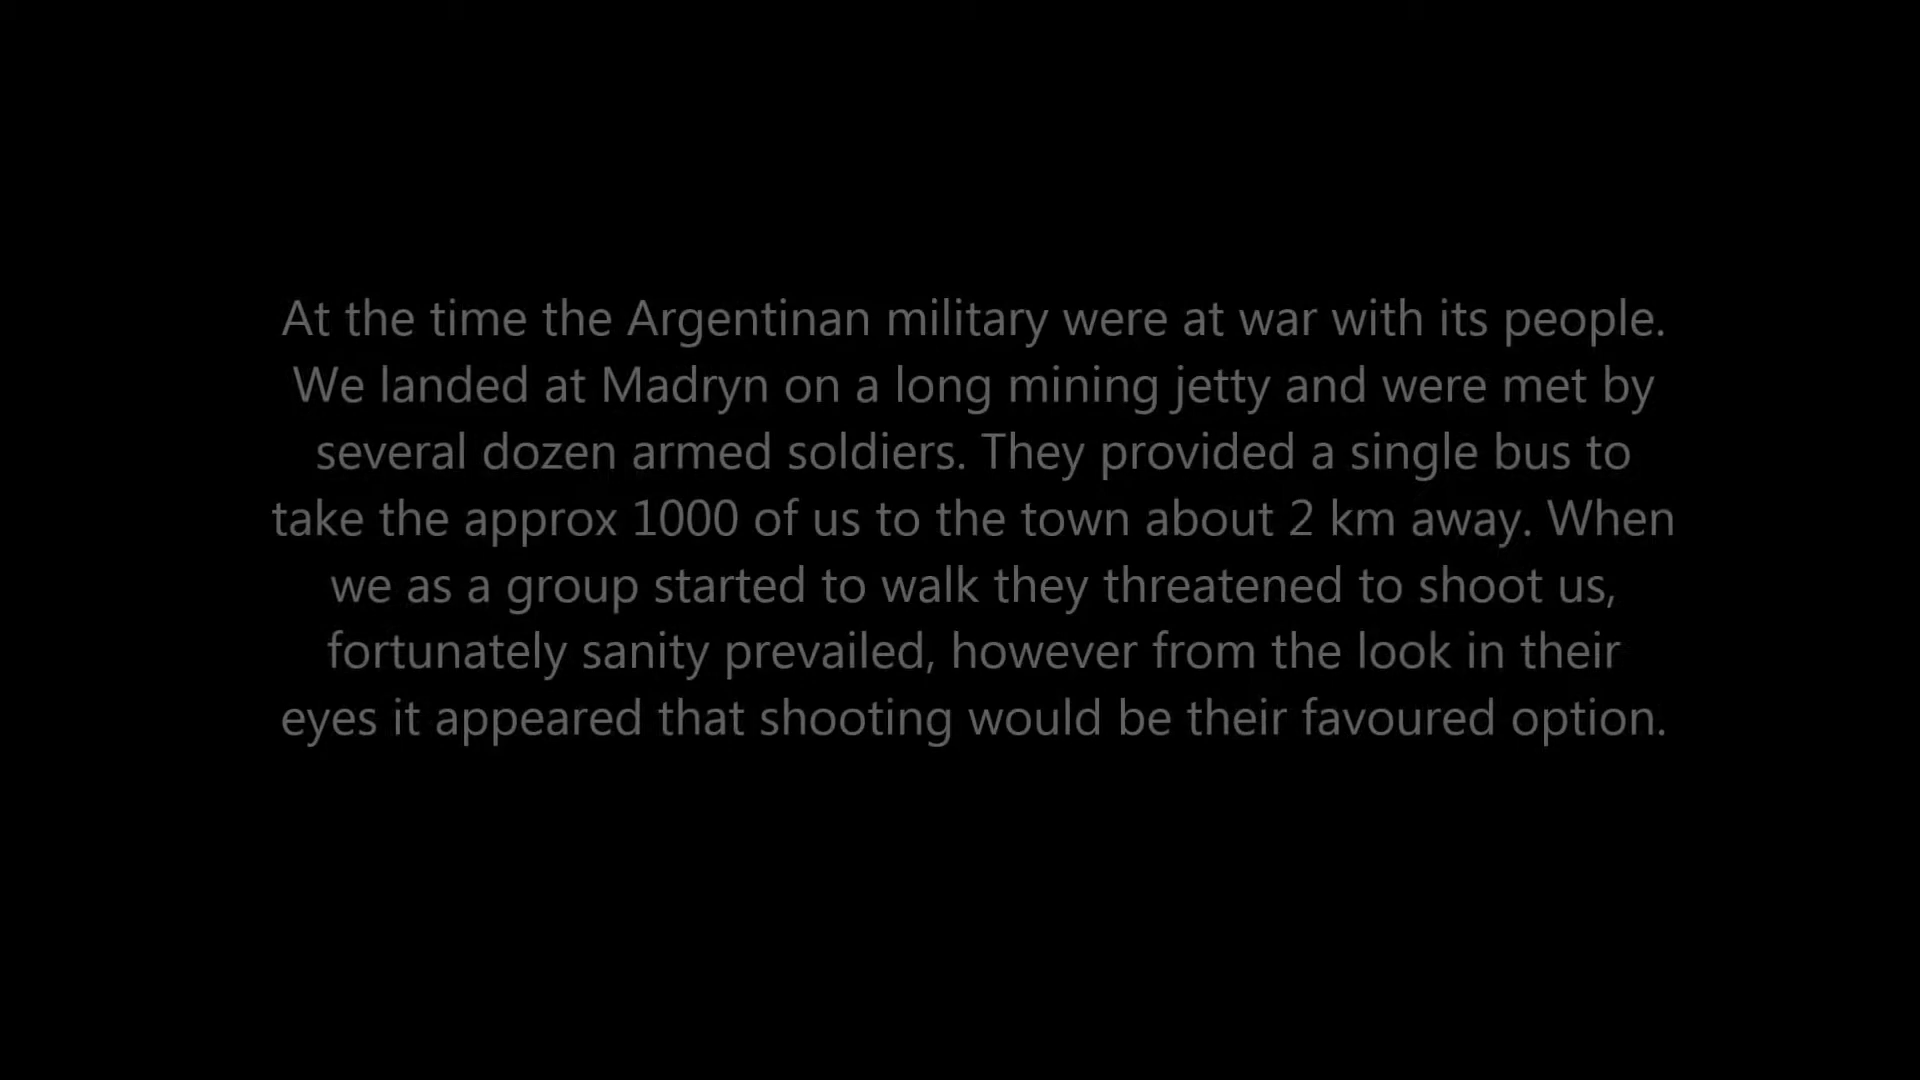 At the time the Argentinan military were at war with its people.
We landed at Madryn on a long mining jetty and were met by
several dozen armed soldiers. They provided a single bus to
take the approx 1000 of us to the town about 2 km away. When
we as a group started to walk they threatened to shoot us,
fortunately sanity prevailed, however from the look in their
eyes it appeared that shooting would be their favoured option.